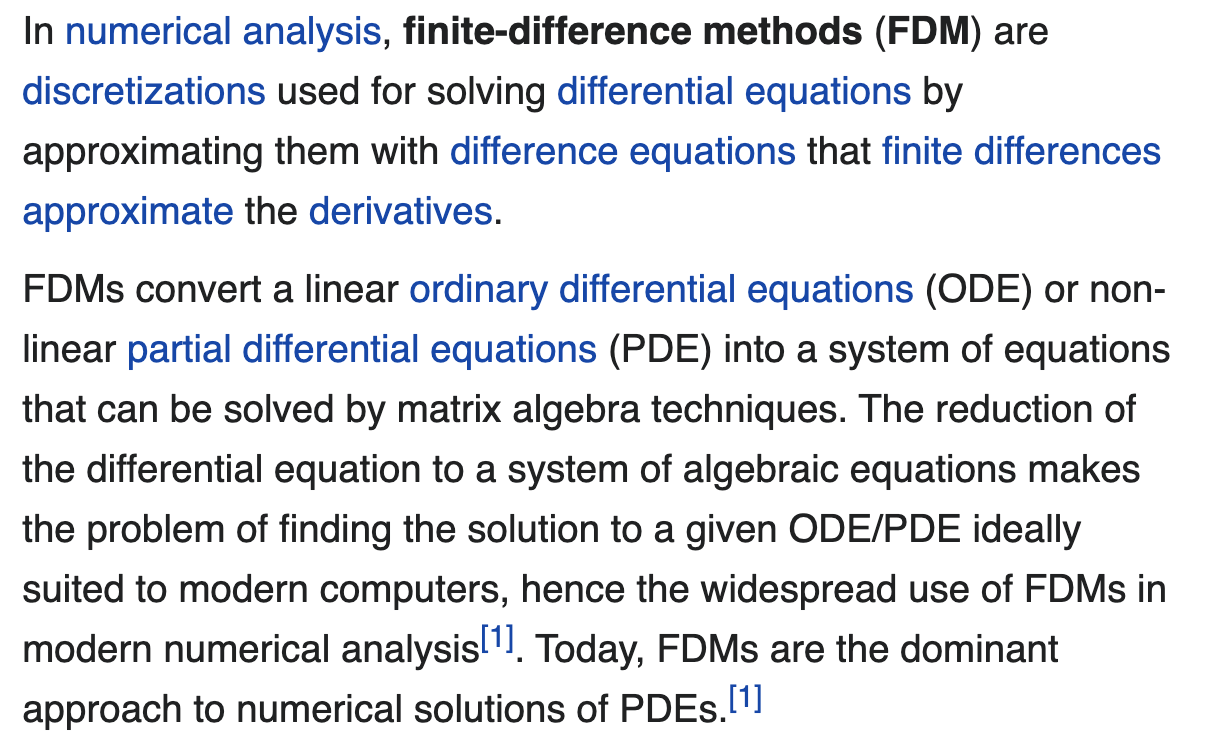 In numerical analysis, finite-difference methods (FDM) are
discretizations used for solving differential equations by
approximating them with difference equations that finite differences
approximate the derivatives.
FDMs convert a linear ordinary differential equations (ODE) or non-
linear partial differential equations (PDE) into a system of equations
that can be solved by matrix algebra techniques. The reduction of
the differential equation to a system of algebraic equations makes
the problem of finding the solution to a given ODE/PDE ideally
suited to modern computers, hence the widespread use of FDMs in
modern numerical analysis[1]. Today, FDMs are the dominant
approach to numerical solutions of PDEs.[1]